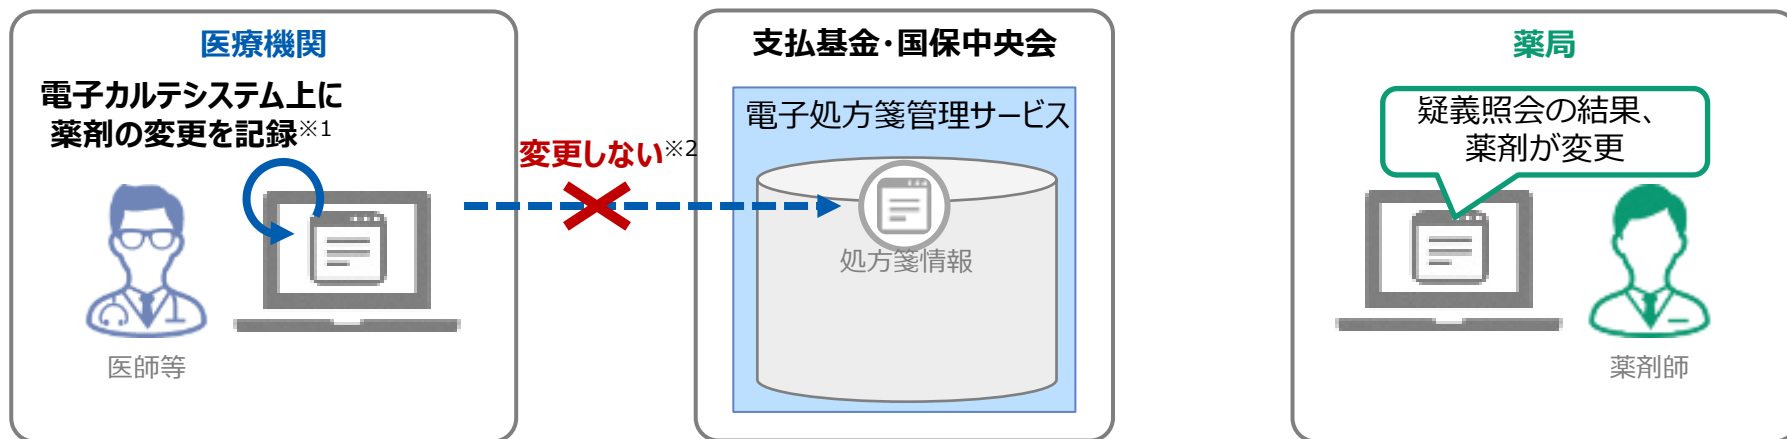 医療機関
電子カルテシステム上に
薬剤の変更を記録※1
医師等
変更しない※2
支払基金・国保中央会
電子処方箋管理サービス
処方箋情報
薬局
疑義照会の結果、
薬剤が変更
薬剤師